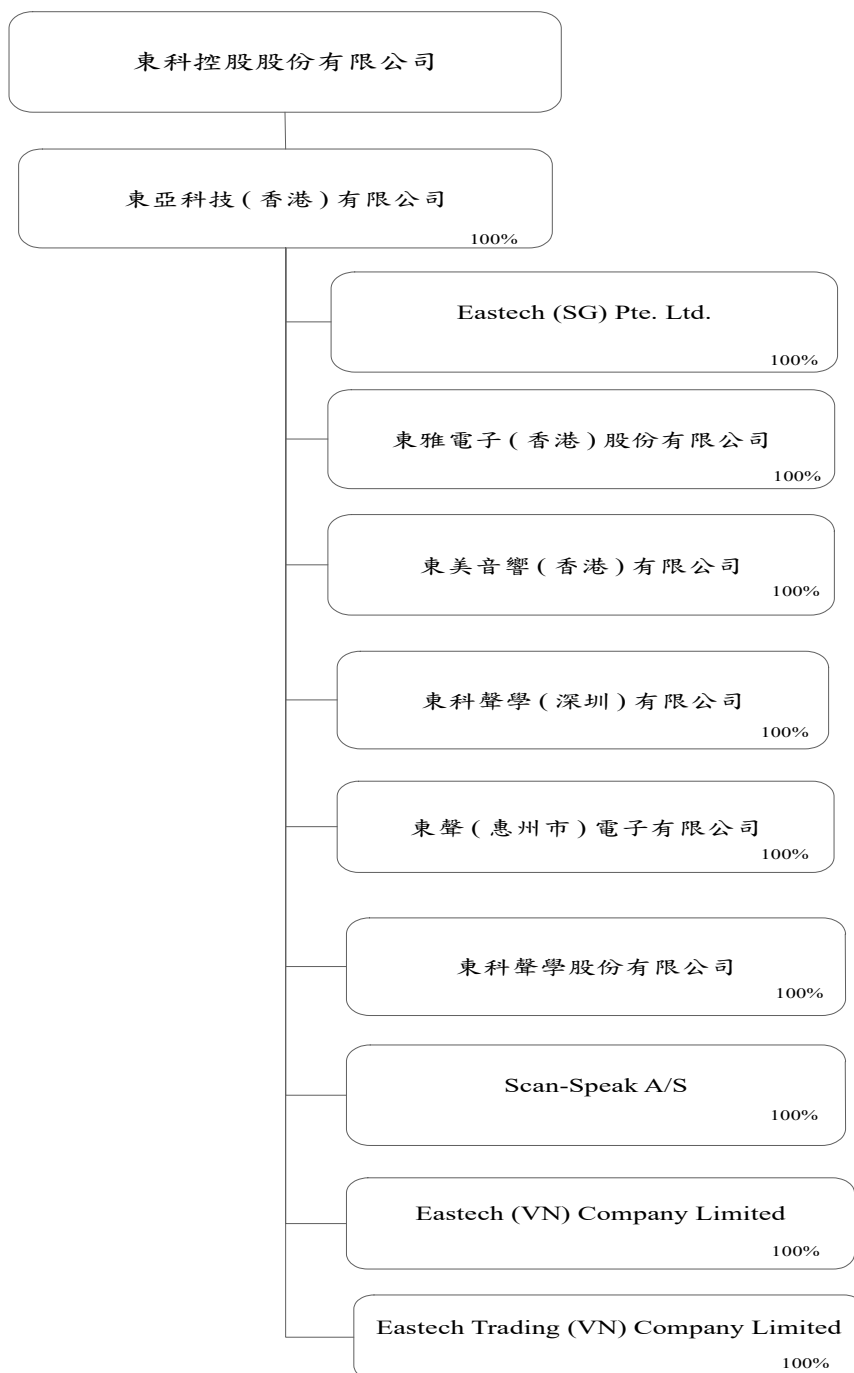 東科控股股份有限公司
東亞科技(香港)有限公司
100%
Eastech (SG) Pte. Ltd.
100%
東雅電子(香港)股份有限公司
100%
東美音響(香港)有限公司
100%
東科聲學(深圳)有限公司
100%
東聲(惠州市)電子有限公司
100%
東科聲學股份有限公司
100%
Scan-Speak A/S
100%
Eastech (VN) Company Limited
100%
Eastech Trading (VN) Company Limited
100%